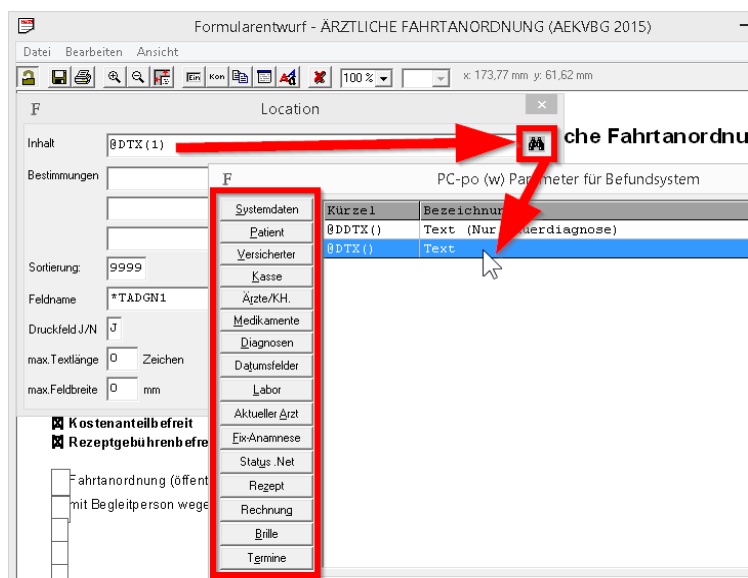 Formularentwurf - ÄRZTLICHE FAHRTANORDNUNG (AEKVBG 2015)
Datei Bearbeiten Ansicht
Ein Kon 100 % x: 173,77 mm y: 61,62 mm
F Location
che Fahrtanordnu
Inhalt @DTX(1)
Bestimmungen
F PC-po (w) Parameter für Befundsystem
Kürzel Bezeichnun
@DDTX() Text (Nur uerdiagnose)
@DTX() Text
Systemdaten
Patient
Versicherter
Kasse
Ärzte/KH.
Medikamente
Diagnosen
Datumsfelder
Labor
Aktueller Arzt
Fix-Anamnese
Status .Net
Rezept
Rechnung
Brille
Termine
Sortierung: 9999
Feldname *TADGN1
Druckfeld J/N J
max.Textlänge 0 Zeichen
max.Feldbreite 0 mm
Kostenanteilbefreit
Rezeptgebührenbefre
Fahrtanordnung (öffent
mit Begleitperson wege